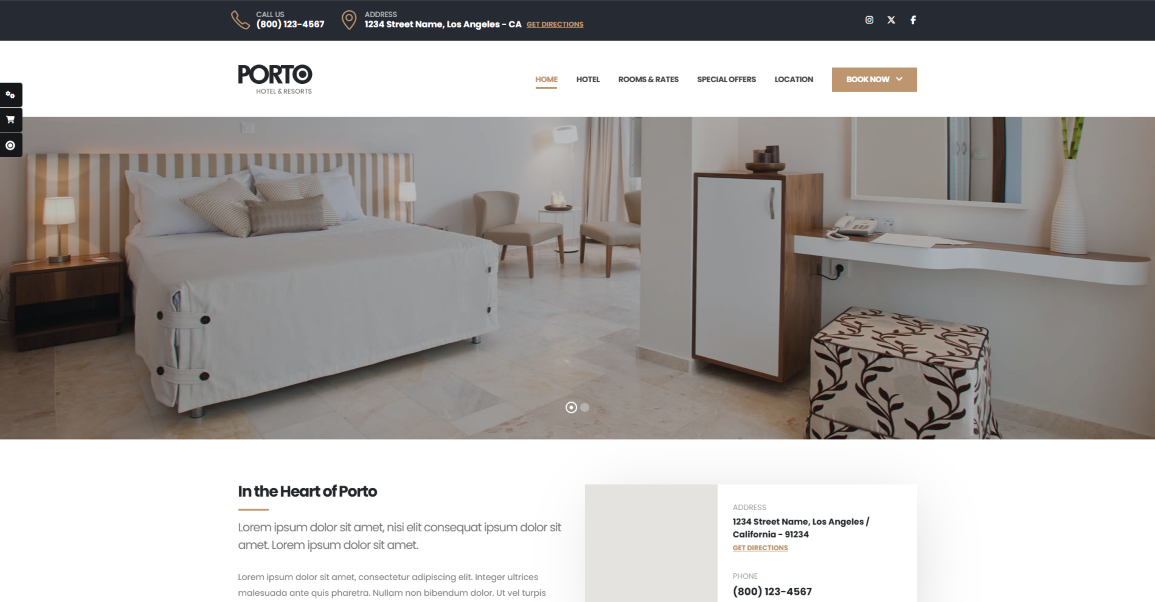 CALL US
(800) 123-4567
ADDRESS
1234 Street Name, Los Angeles - CA GET DIRECTIONS
PORTO
HOTEL & RESORTS
HOME HOTEL ROOMS & RATES SPECIAL OFFERS LOCATION BOOK NOW
In the Heart of Porto
Lorem ipsum dolor sit amet, nisi elit consequat ipsum dolor sit
amet. Lorem ipsum dolor sit amet.
Lorem ipsum dolor sit amet, consectetur adipiscing elit. Integer ultrices
malesuada ante quis pharetra. Nullam non bibendum dolor. Ut vel turpis
ADDRESS
1234 Street Name, Los Angeles /
California - 91234
GET DIRECTIONS
PHONE
(800) 123-4567